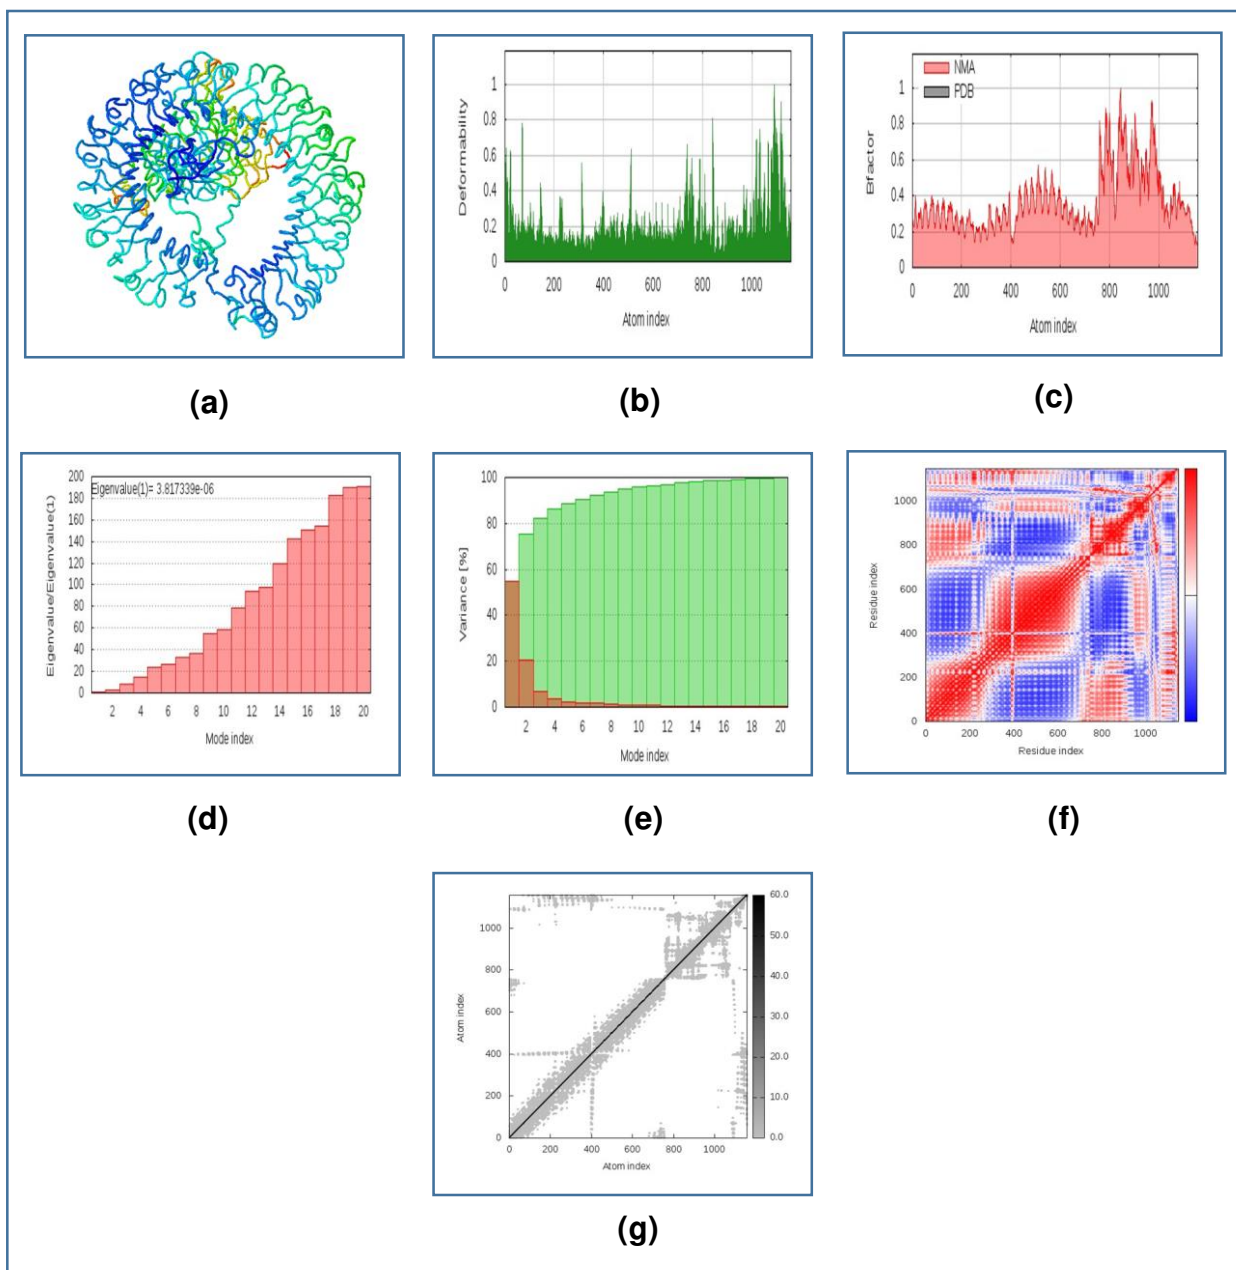 Deformability
1
0.8
0.6
0.4
0.2
0
0 200 400 600 800 1000
Atom index
Bfactor
NMA
PDB
1
0.8
0.6
0.4
0.2
0
0 200 400 600 800 1000
Atom index
(a)
(b)
(c)
Eigenvalue/Eigenvalue(1)
Eigenvalue(1)= 3.817339e-06
200
180
160
140
120
100
80
60
40
20
0
2 4 6 8 10 12 14 16 18 20
Mode index
Variance [%]
100
80
60
40
20
0
2 4 6 8 10 12 14 16 18 20
Mode index
Residue index
1000
800
600
400
200
0
0 200 400 600 800 1000
Residue index
(d)
(e)
(f)
Atom index
1000
800
600
400
200
0
0 200 400 600 800 1000
Atom index
60.0
50.0
40.0
30.0
20.0
10.0
0.0
(g)